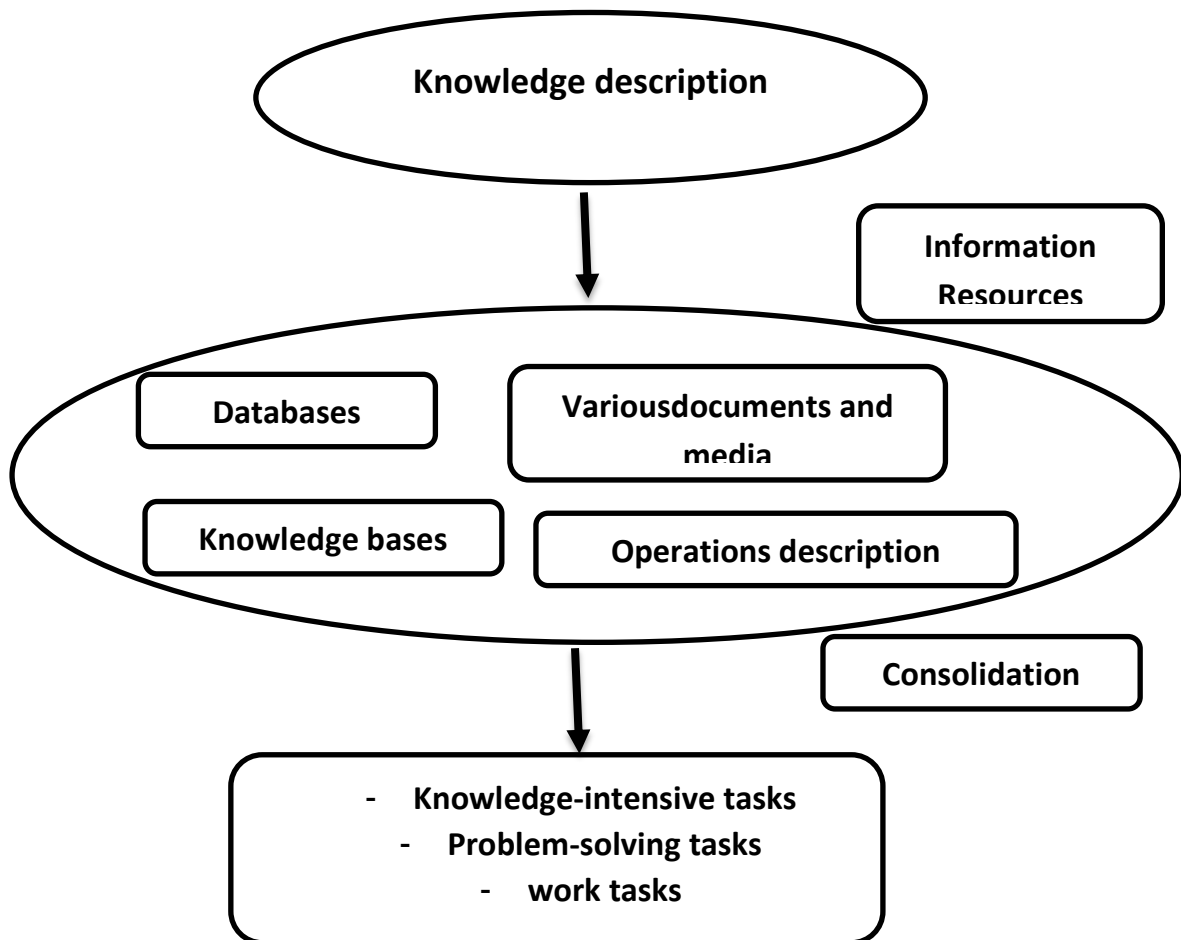 Knowledge description
Information
Resources
Databases
Variousdocuments and
media
Knowledge bases
Operations description
Consolidation
- Knowledge-intensive tasks
- Problem-solving tasks
- work tasks